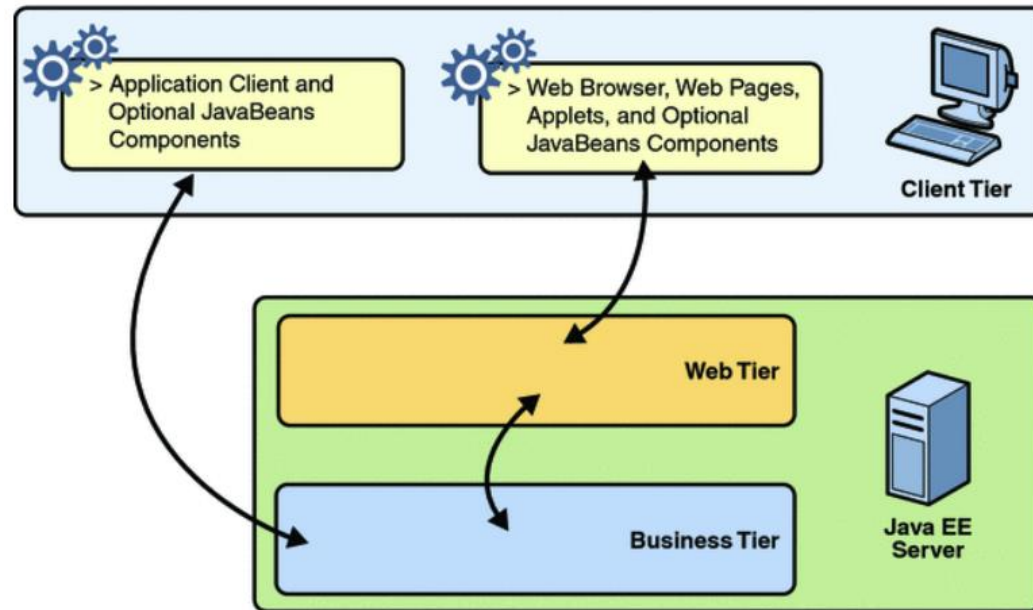 > Application Client and
Optional JavaBeans
Components
> Web Browser, Web Pages,
Applets, and Optional
JavaBeans Components
Client Tier
Web Tier
Business Tier
Java EE
Server